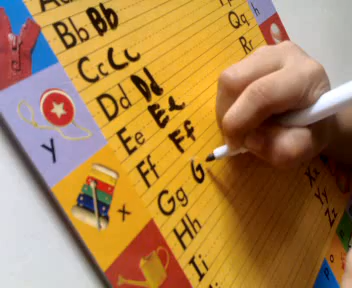 Bb Bb
Cc Cc
Dd Dd
Ee Ee
Ff Ff
Gg G
Hh
Ii
Qq
Rr
Xx
Yy
Zz
y
x
h